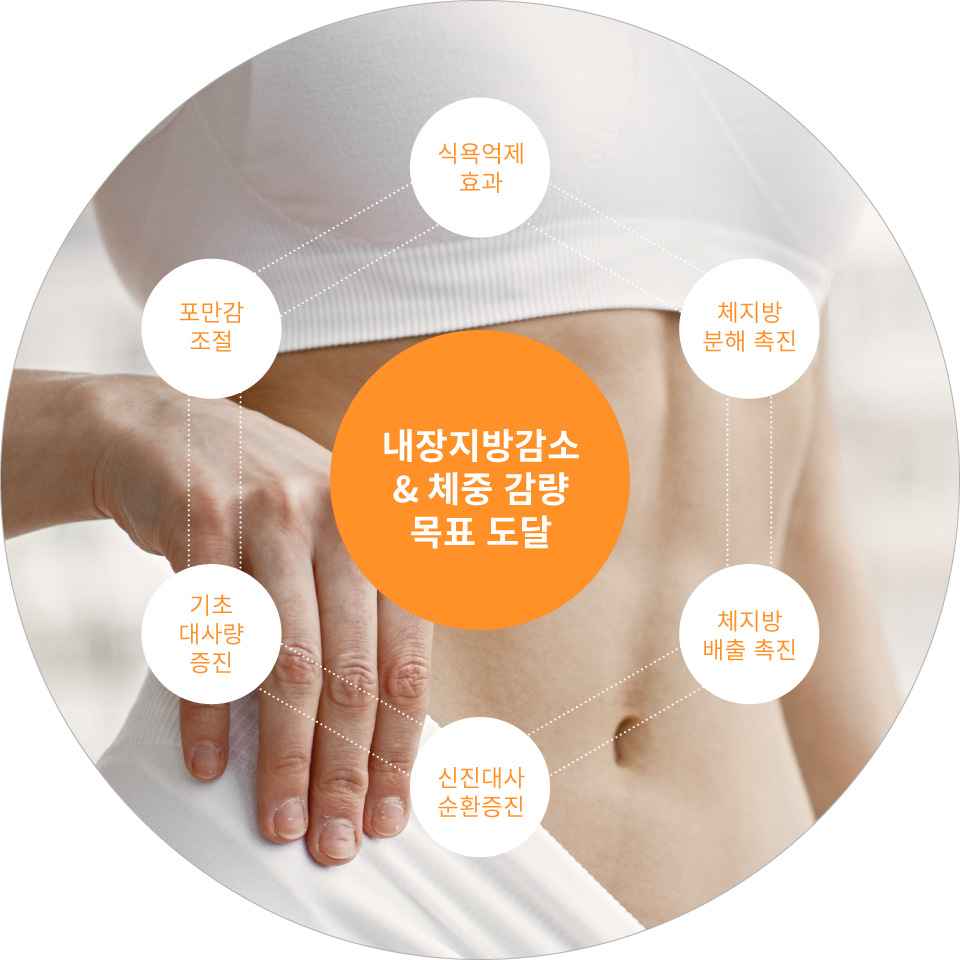 식욕억제
효과
포만감
조절
체지방
분해 촉진
내장지방감소
& 체중 감량
목표 도달
기초
대사량
증진
체지방
배출 촉진
신진대사
순환증진